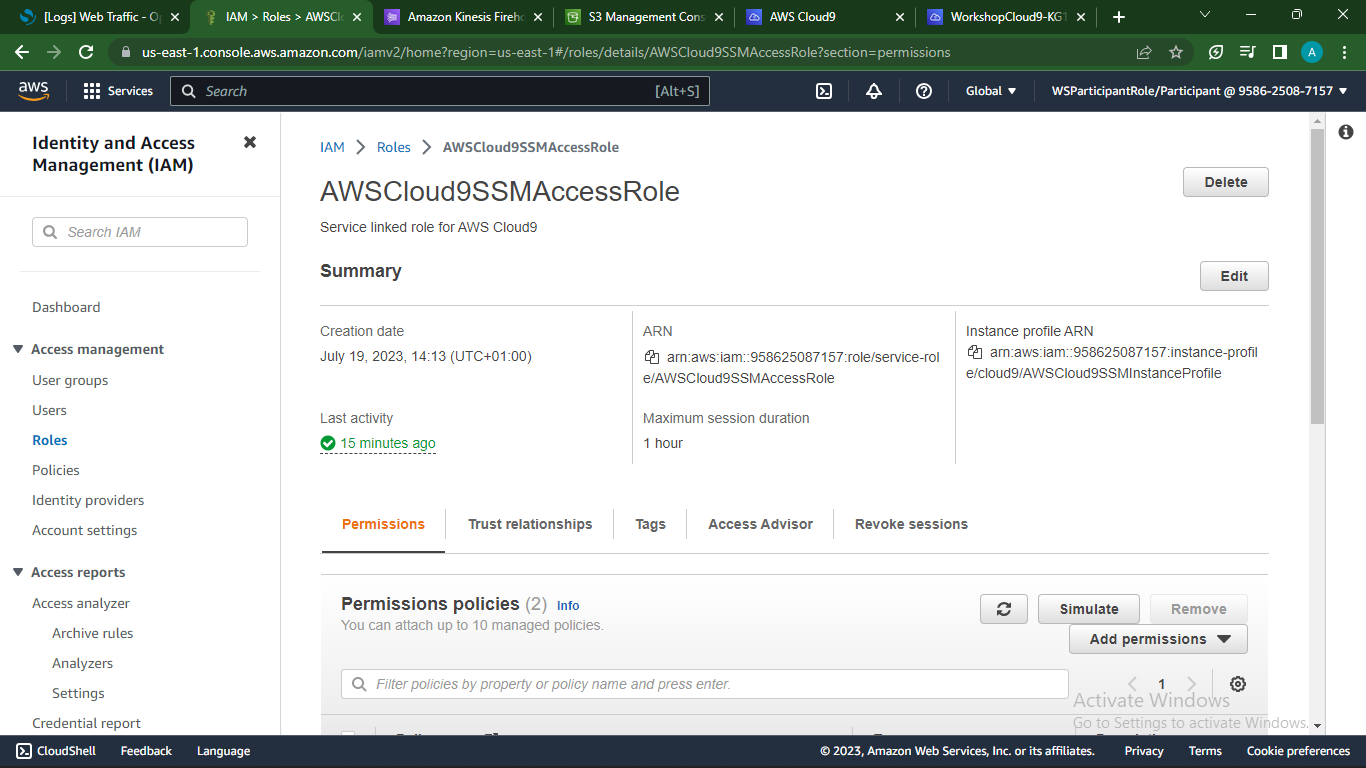 [Logs] Web Traffic - Op
IAM > Roles > AWSCl
Amazon Kinesis Fireho
S3 Management Cons
AWS Cloud9
WorkshopCloud9-KG1
us-east-1.console.aws.amazon.com/iamv2/home?region=us-east-1#/roles/details/AWSCloud9SSMAccessRole?section=permissions
A
aws
Services
Search
[Alt+S]
Global
WSParticipantRole/Participant @ 9586-2508-7157
Identity and Access
Management (IAM)
Search IAM
Dashboard
Access management
User groups
Users
Roles
Policies
Identity providers
Account settings
Access reports
Access analyzer
Archive rules
Analyzers
Settings
Credential report
IAM > Roles > AWSCloud9SSMAccessRole
AWSCloud9SSMAccessRole
Delete
Service linked role for AWS Cloud9
Summary
Edit
Creation date
July 19, 2023, 14:13 (UTC+01:00)
ARN
arn:aws:iam::958625087157:role/service-rol
e/AWSCloud9SSMAccessRole
Instance profile ARN
arn:aws:iam::958625087157:instance-profil
e/cloud9/AWSCloud9SSMInstanceProfile
Last activity
15 minutes ago
Maximum session duration
1 hour
Permissions
Trust relationships
Tags
Access Advisor
Revoke sessions
Permissions policies (2) Info
You can attach up to 10 managed policies.
Simulate
Remove
Add permissions
Filter policies by property or policy name and press enter.
1
Activate Windows
Go to Settings to activate Windows.
CloudShell
Feedback
Language
© 2023, Amazon Web Services, Inc. or its affiliates.
Privacy
Terms
Cookie preferences